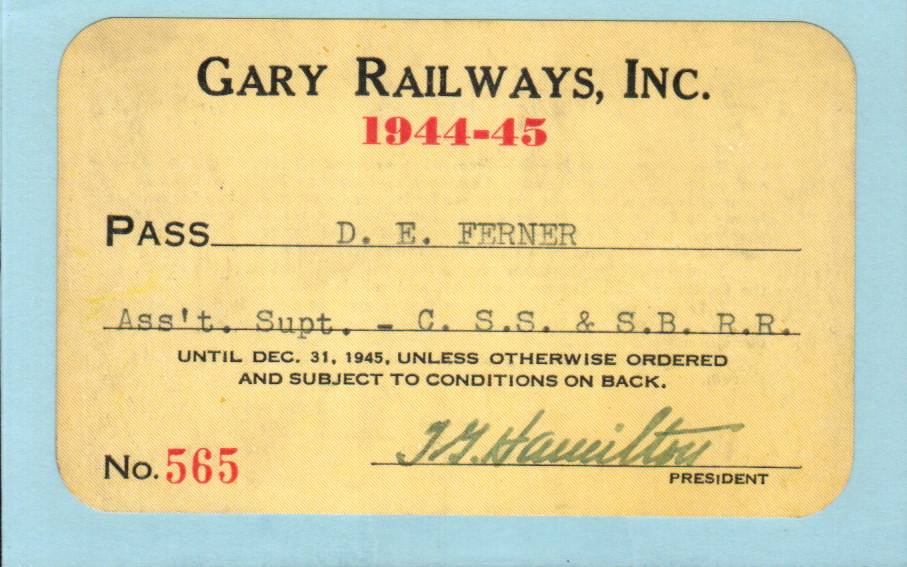 GARY RAILWAYS, INC.
1944-45
PASS D. E. FERNER
Ass't. Supt. - C. S.S. & S.B. R.R.
UNTIL DEC. 31, 1945, UNLESS OTHERWISE ORDERED
AND SUBJECT TO CONDITIONS ON BACK.
No. 565 J.G. Hamilton
PRESIDENT